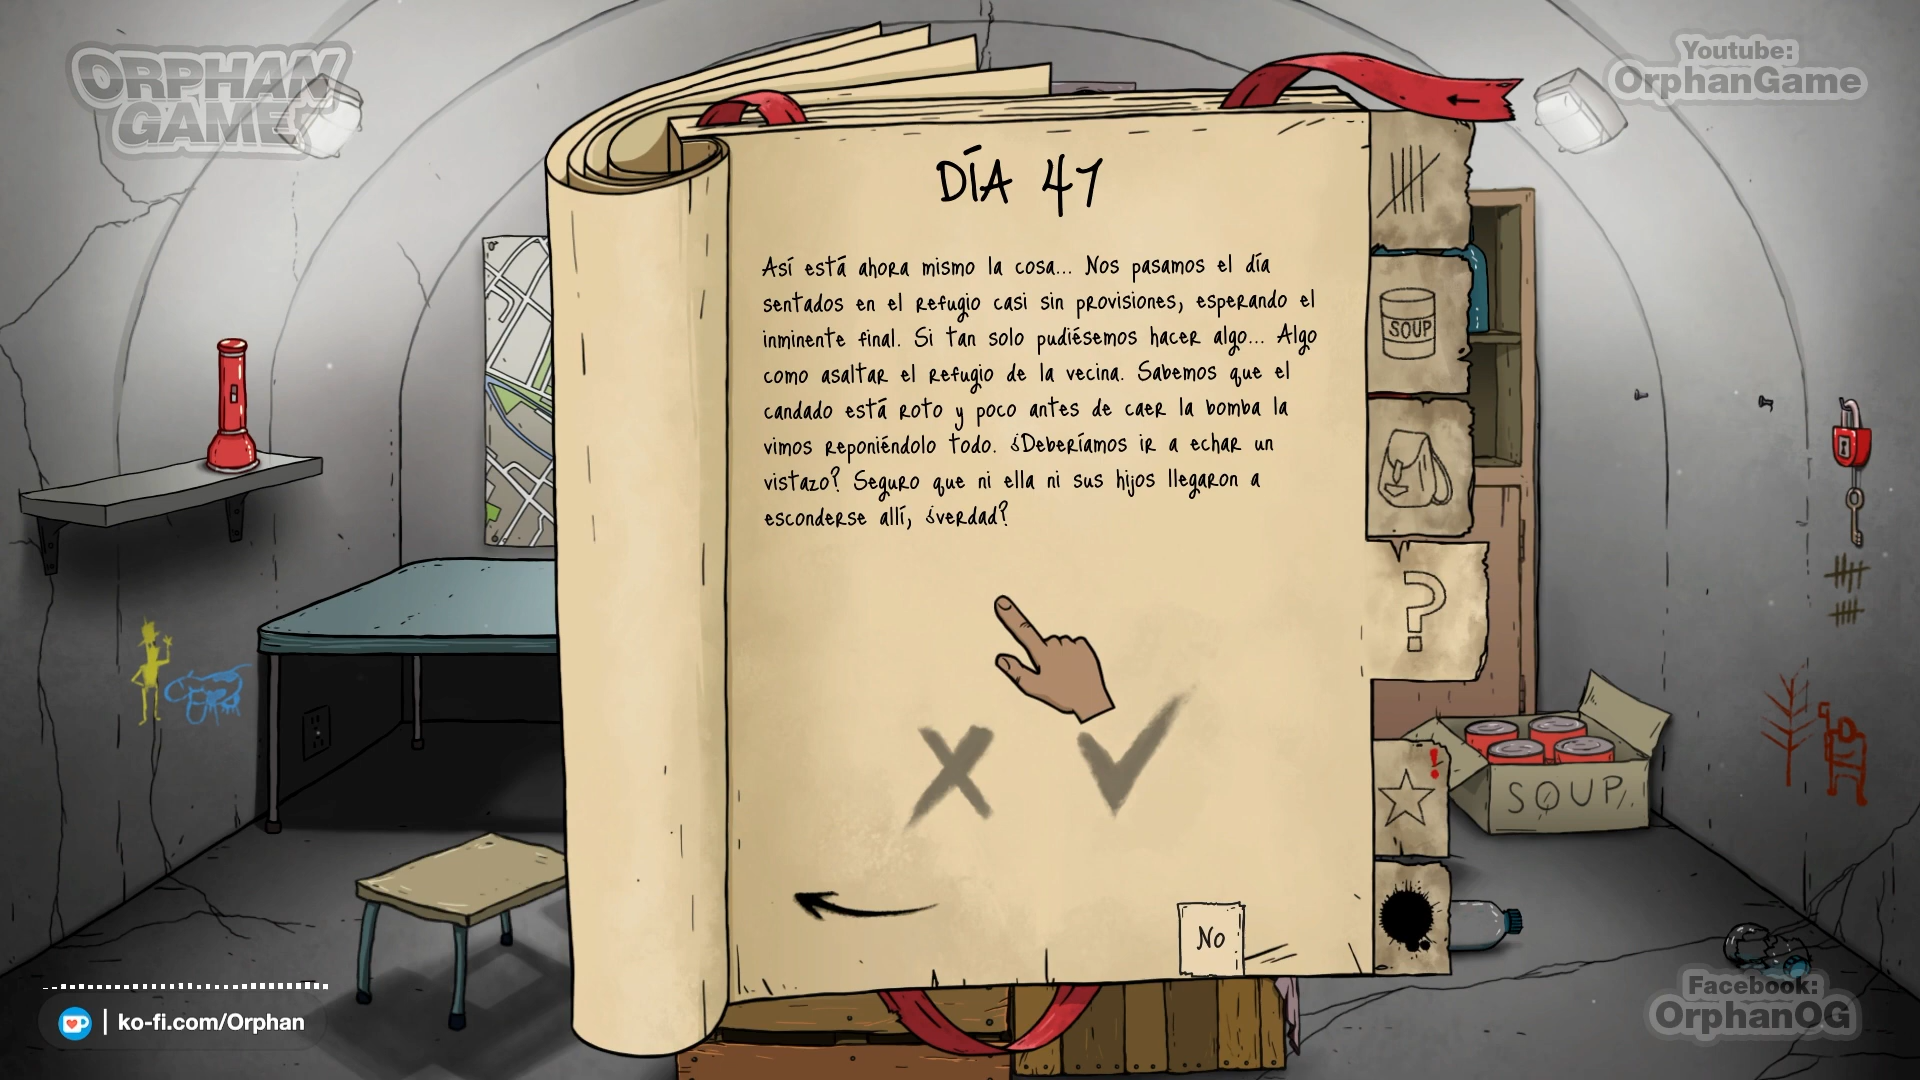 ORPHAN
GAME
Youtube:
OrphanGame
DÍA 47
Así está ahora mismo la cosa... Nos pasamos el día
sentados en el refugio casi sin provisiones, esperando el
inminente final. Si tan solo pudiésemos hacer algo... Algo
como asaltar el refugio de la vecina. Sabemos que el
candado está roto y poco antes de caer la bomba la
vimos reponiéndolo todo. ¿Deberíamos ir a echar un
vistazo? Seguro que ni ella ni sus hijos llegaron a
esconderse allí, ¿verdad?
SOUP
?
!
SOUP
No
Facebook:
OrphanOG
| ko-fi.com/Orphan